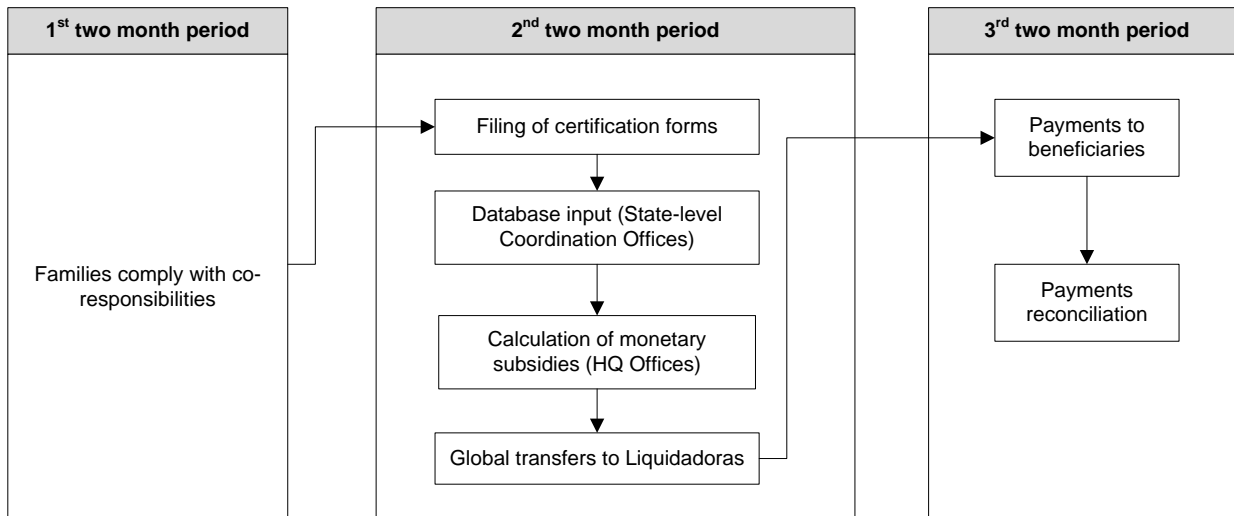 1st two month period
Families comply with co-
responsibilities
2nd two month period
Filing of certification forms
Database input (State-level
Coordination Offices)
Calculation of monetary
subsidies (HQ Offices)
Global transfers to Liquidadoras
3rd two month period
Payments to
beneficiaries
Payments
reconciliation